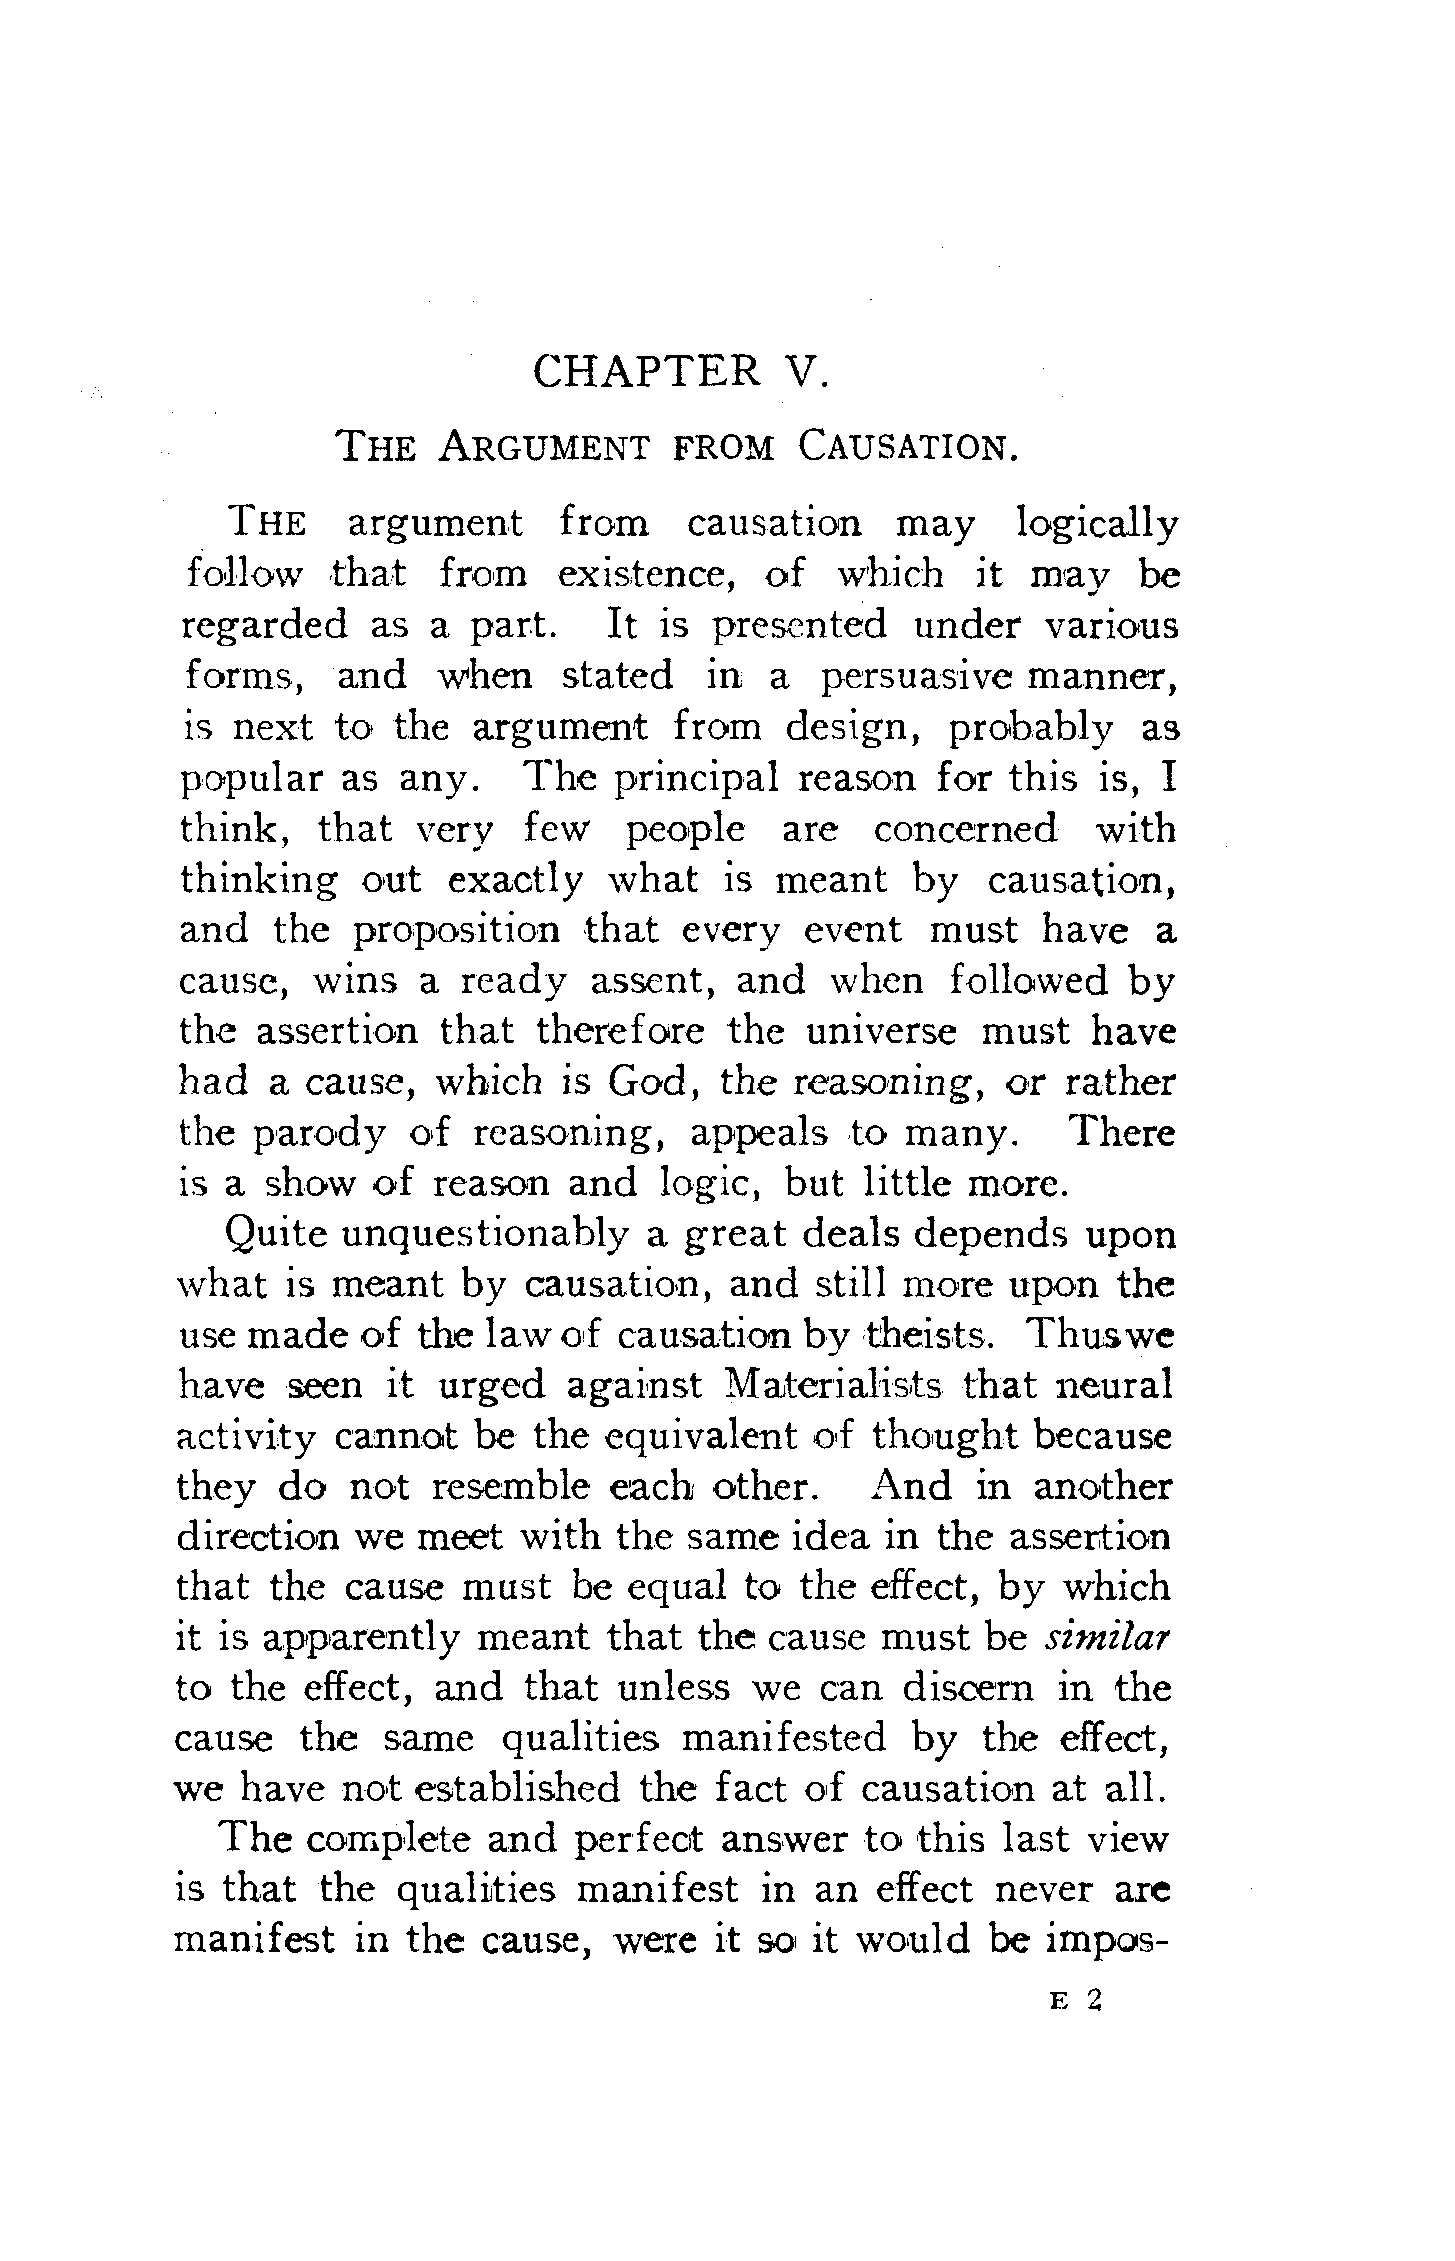 CHAPTER V.
THE ARGUMENT FROM CAUSATION.
THE argument from causation may logically
follow that from existence, of which it may be
regarded as a part. It is presented under various
forms, and when stated in a persuasive manner,
is next to the argument from design, probably as
popular as any. The principal reason for this is, I
think, that very few people are concerned with
thinking out exactly what is meant by causation,
and the proposition that every event must have a
cause, wins a ready assent, and when followed by
the assertion that therefore the universe must have
had a cause, which is God, the reasoning, or rather
the parody of reasoning, appeals to many. There
is a show of reason and logic, but little more.
Quite unquestionably a great deals depends upon
what is meant by causation, and still more upon the
use made of the law of causation by theists. Thus we
have seen it urged against Materialists that neural
activity cannot be the equivalent of thought because
they do not resemble each other. And in another
direction we meet with the same idea in the assertion
that the cause must be equal to the effect, by which
it is apparently meant that the cause must be similar
to the effect, and that unless we can discern in the
cause the same qualities manifested by the effect,
we have not established the fact of causation at all.
The complete and perfect answer to this last view
is that the qualities manifest in an effect never are
manifest in the cause, were it so it would be impos-
E 2